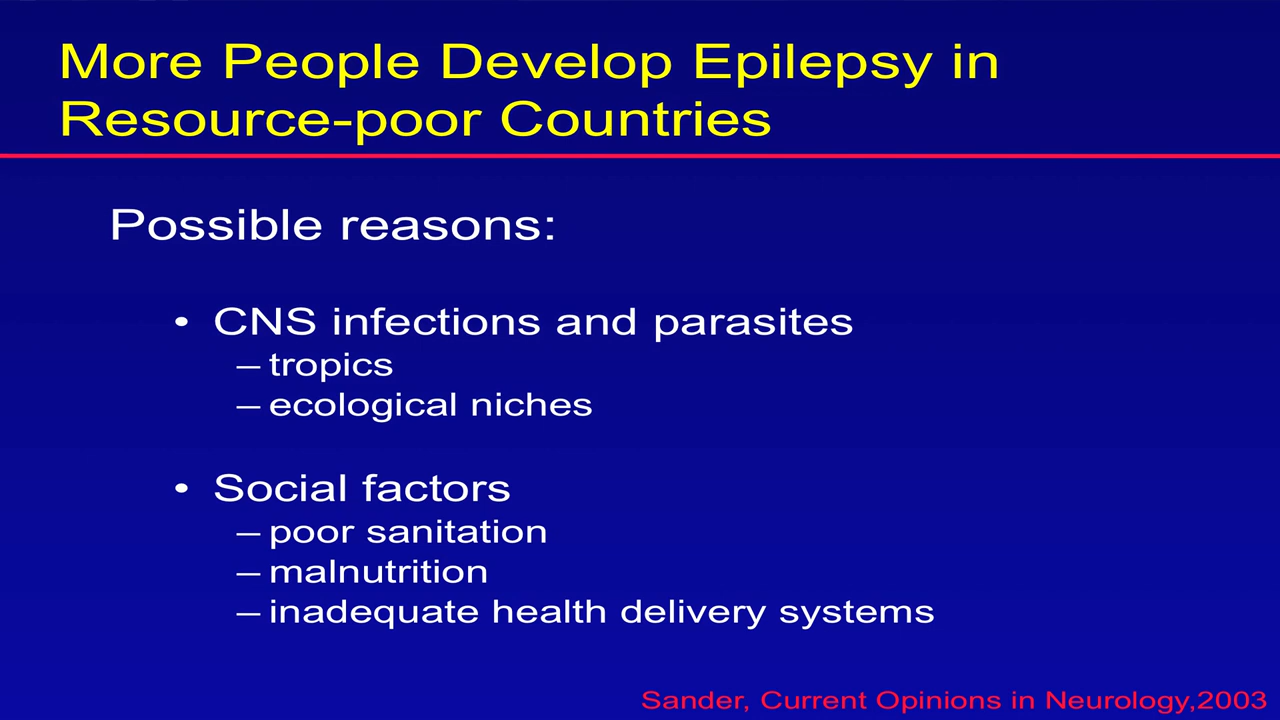 More People Develop Epilepsy in
Resource-poor Countries
Possible reasons:
• CNS infections and parasites
– tropics
– ecological niches
• Social factors
– poor sanitation
– malnutrition
– inadequate health delivery systems
Sander, Current Opinions in Neurology,2003